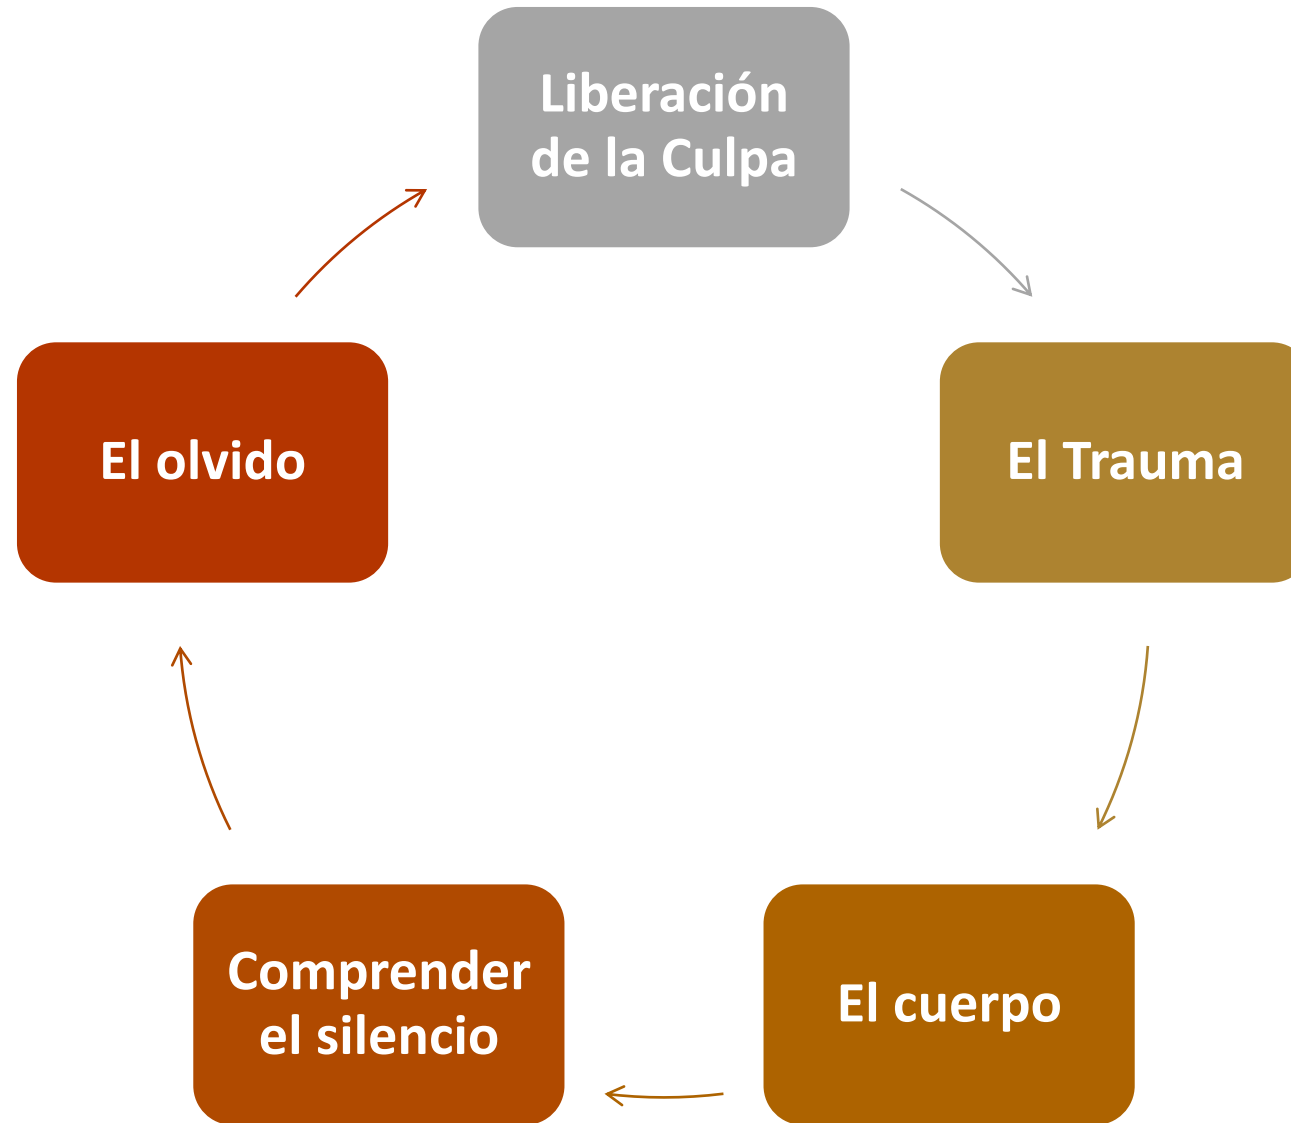 Liberación
de la Culpa
El Trauma
El cuerpo
Comprender
el silencio
El olvido